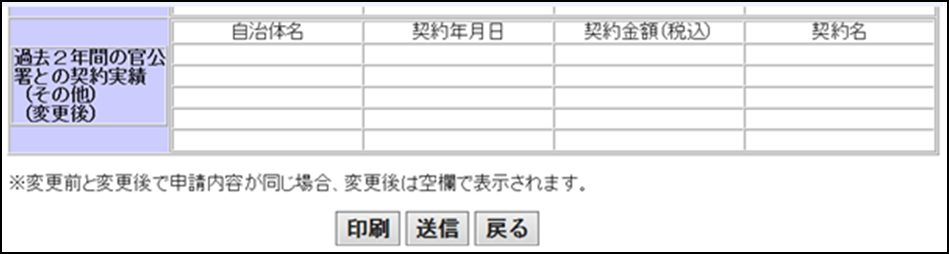 自治体名 契約年月日 契約金額(税込) 契約名
過去２年間の官公
署との契約実績
(その他)
(変更後)
※変更前と変更後で申請内容が同じ場合、変更後は空欄で表示されます。
印刷 送信 戻る